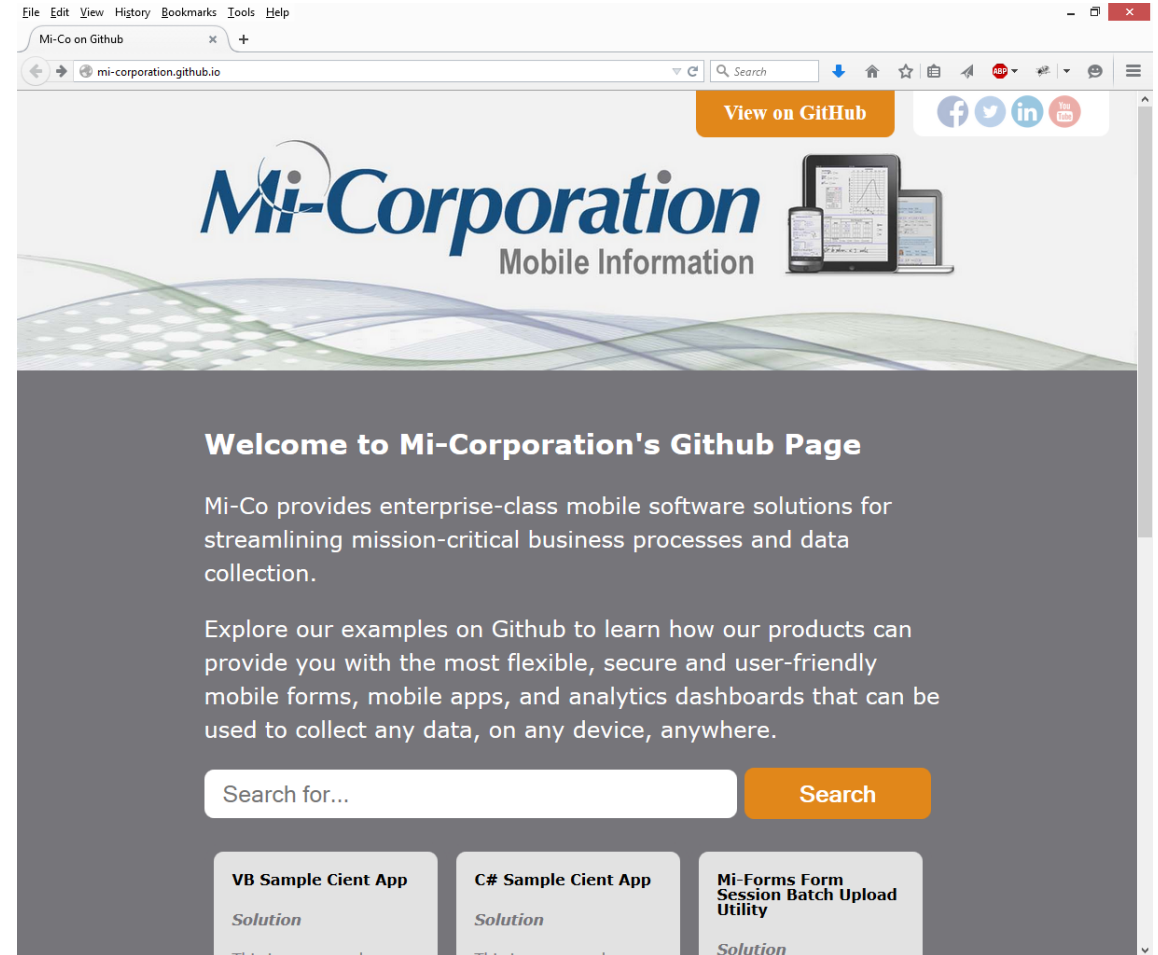 File Edit View History Bookmarks Tools Help
Mi-Co on Github
mi-corporation.github.io
Search
ABP
View on GitHub
You Tube
Mi-Corporation
Mobile Information
Welcome to Mi-Corporation's Github Page
Mi-Co provides enterprise-class mobile software solutions for
streamlining mission-critical business processes and data
collection.
Explore our examples on Github to learn how our products can
provide you with the most flexible, secure and user-friendly
mobile forms, mobile apps, and analytics dashboards that can be
used to collect any data, on any device, anywhere.
Search for...
Search
VB Sample Cient App
Solution
C# Sample Cient App
Solution
Mi-Forms Form
Session Batch Upload
Utility
Solution